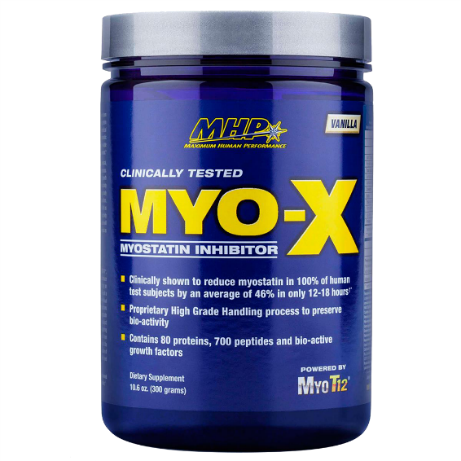 MHP
MAXIMUM HUMAN PERFORMANCE
VANILLA
CLINICALLY TESTED
MYO-X
MYOSTATIN INHIBITOR
Clinically shown to reduce myostatin in 100% of human
test subjects by an average of 46% in only 12-18 hours
Proprietary High Grade Handling process to preserve
bio-activity
Contains 80 proteins, 700 peptides and bio-active
growth factors
Dietary Supplement
10.6 oz. (300 grams)
POWERED BY
MYOT12